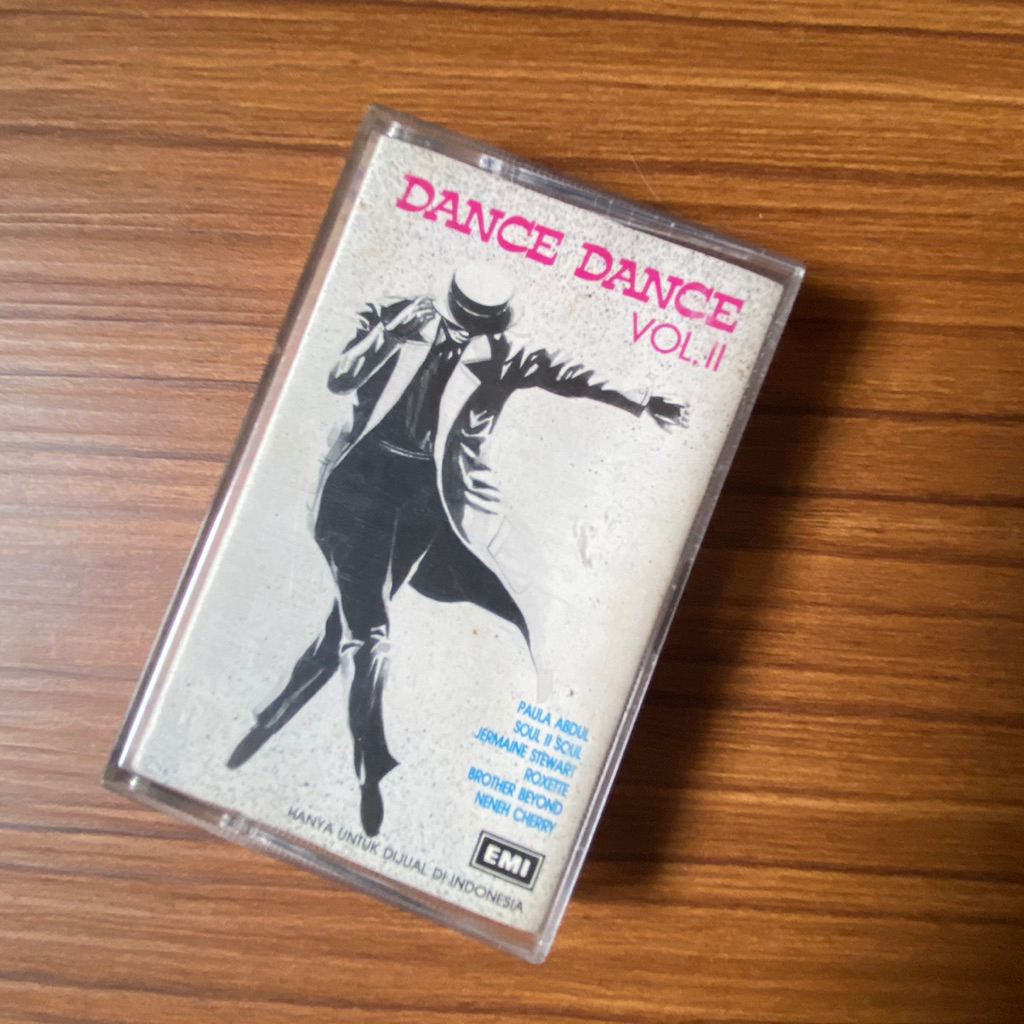 DANCE DANCE
VOL. II
PAULA ABDUL
SOUL II SOUL
JERMAINE STEWART
ROXETTE
BROTHER BEYOND
NENEH CHERRY
EMI
HANYA UNTUK DIJUAL DI INDONESIA